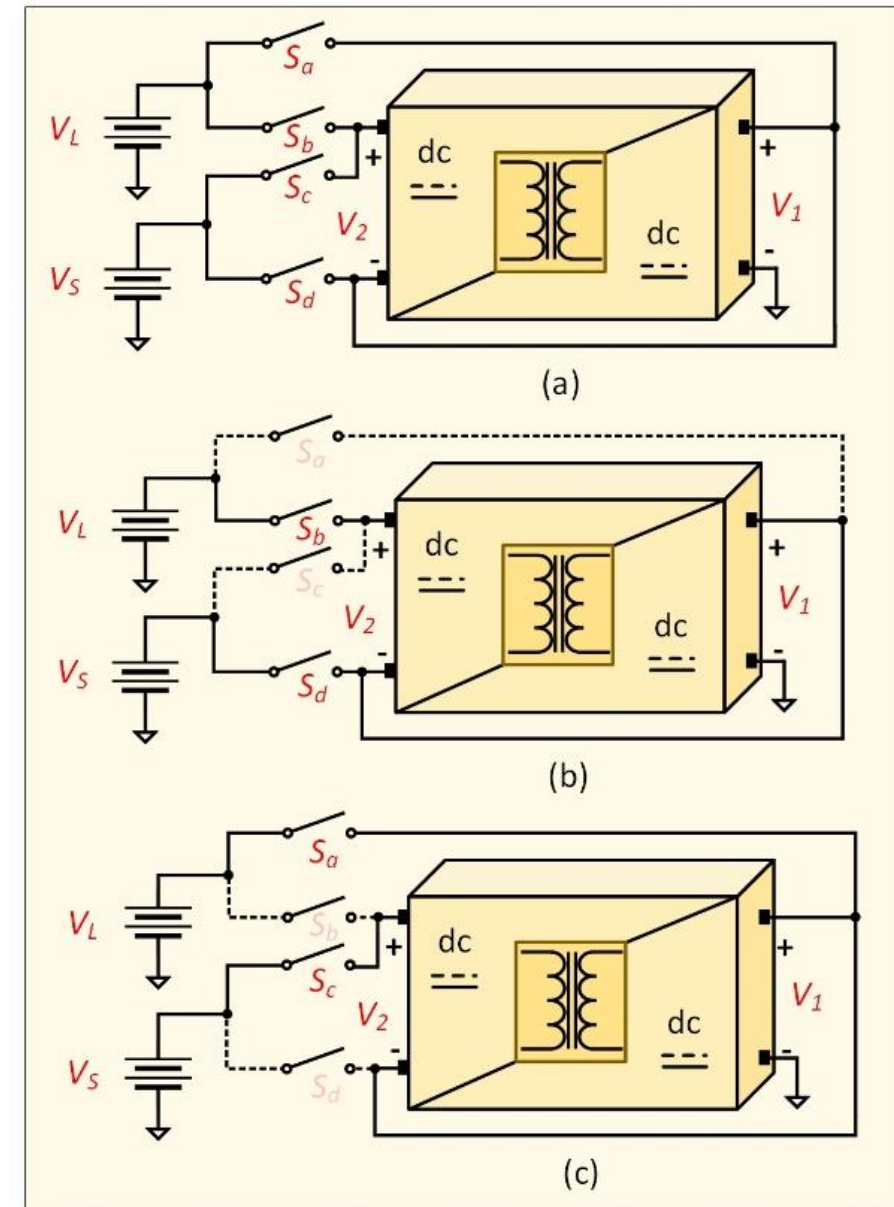 Sa
VL
Sb
+
dc
+
Sc
V2
V1
dc
-
-
VS
Sd
(a)
Sa
VL
Sb
+
dc
+
Sc
V2
V1
dc
-
-
VS
Sd
(b)
Sa
VL
Sb
+
dc
+
Sc
V2
V1
dc
-
-
VS
Sd
(c)